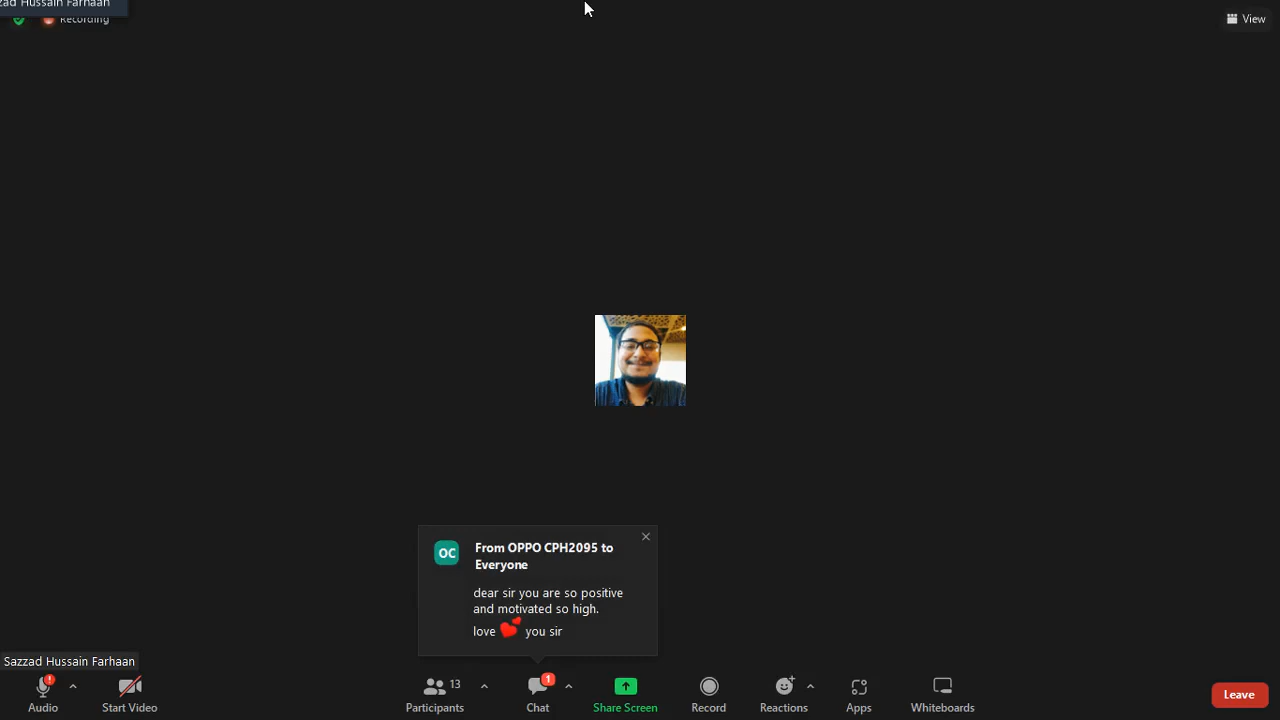 zad Hussain Farhaan
Recording
View
OC
From OPPO CPH2095 to
Everyone
dear sir you are so positive
and motivated so high.
love 💕 you sir
Sazzad Hussain Farhaan
Audio
Start Video
13
Participants
1
Chat
Share Screen
Record
Reactions
Apps
Whiteboards
Leave